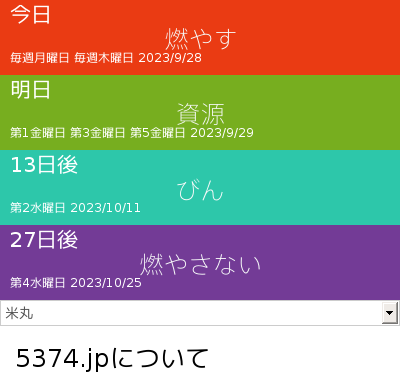 今日
燃やす
毎週月曜日 毎週木曜日 2023/9/28
明日
資源
第1金曜日 第3金曜日 第5金曜日 2023/9/29
13日後
びん
第2水曜日 2023/10/11
27日後
燃やさない
第4水曜日 2023/10/25
米丸
5374.jpについて